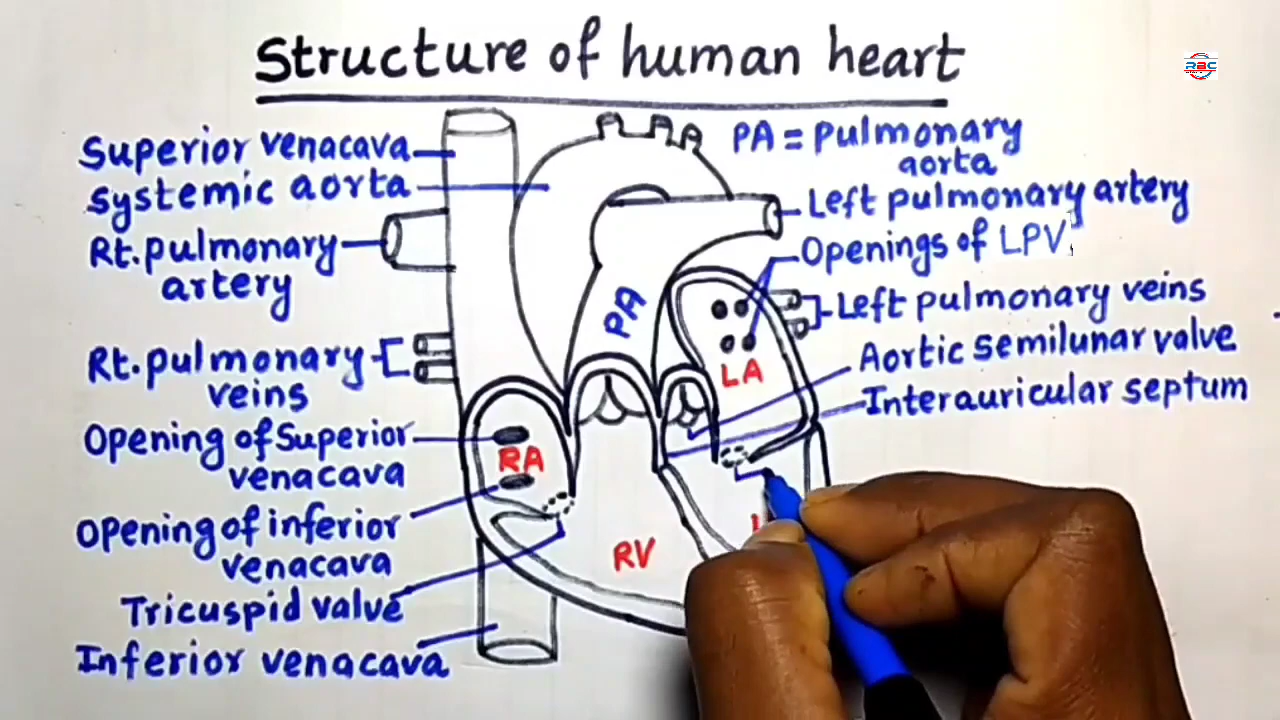 Structure of human heart
RBC
Superior venacava
systemic aorta
Rt. pulmonary
artery
Rt. pulmonary
veins
Opening of Superior
venacava
Opening of inferior
venacava
Tricuspid valve
Inferior venacava
PA = pulmonary
aorta
Left pulmonary artery
Openings of LPV
Left pulmonary veins
Aortic semilunar valve
Interauricular septum
PA
LA
RA
RV
L